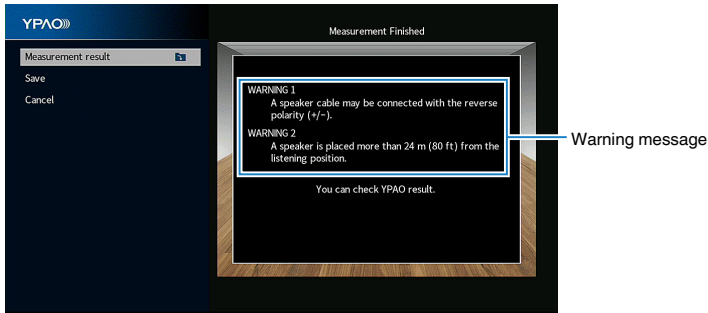 YPAO
Measurement Finished
Measurement result
Save
Cancel
WARNING 1
A speaker cable may be connected with the reverse
polarity (+/−).
WARNING 2
A speaker is placed more than 24 m (80 ft) from the
listening position.
You can check YPAO result.
Warning message